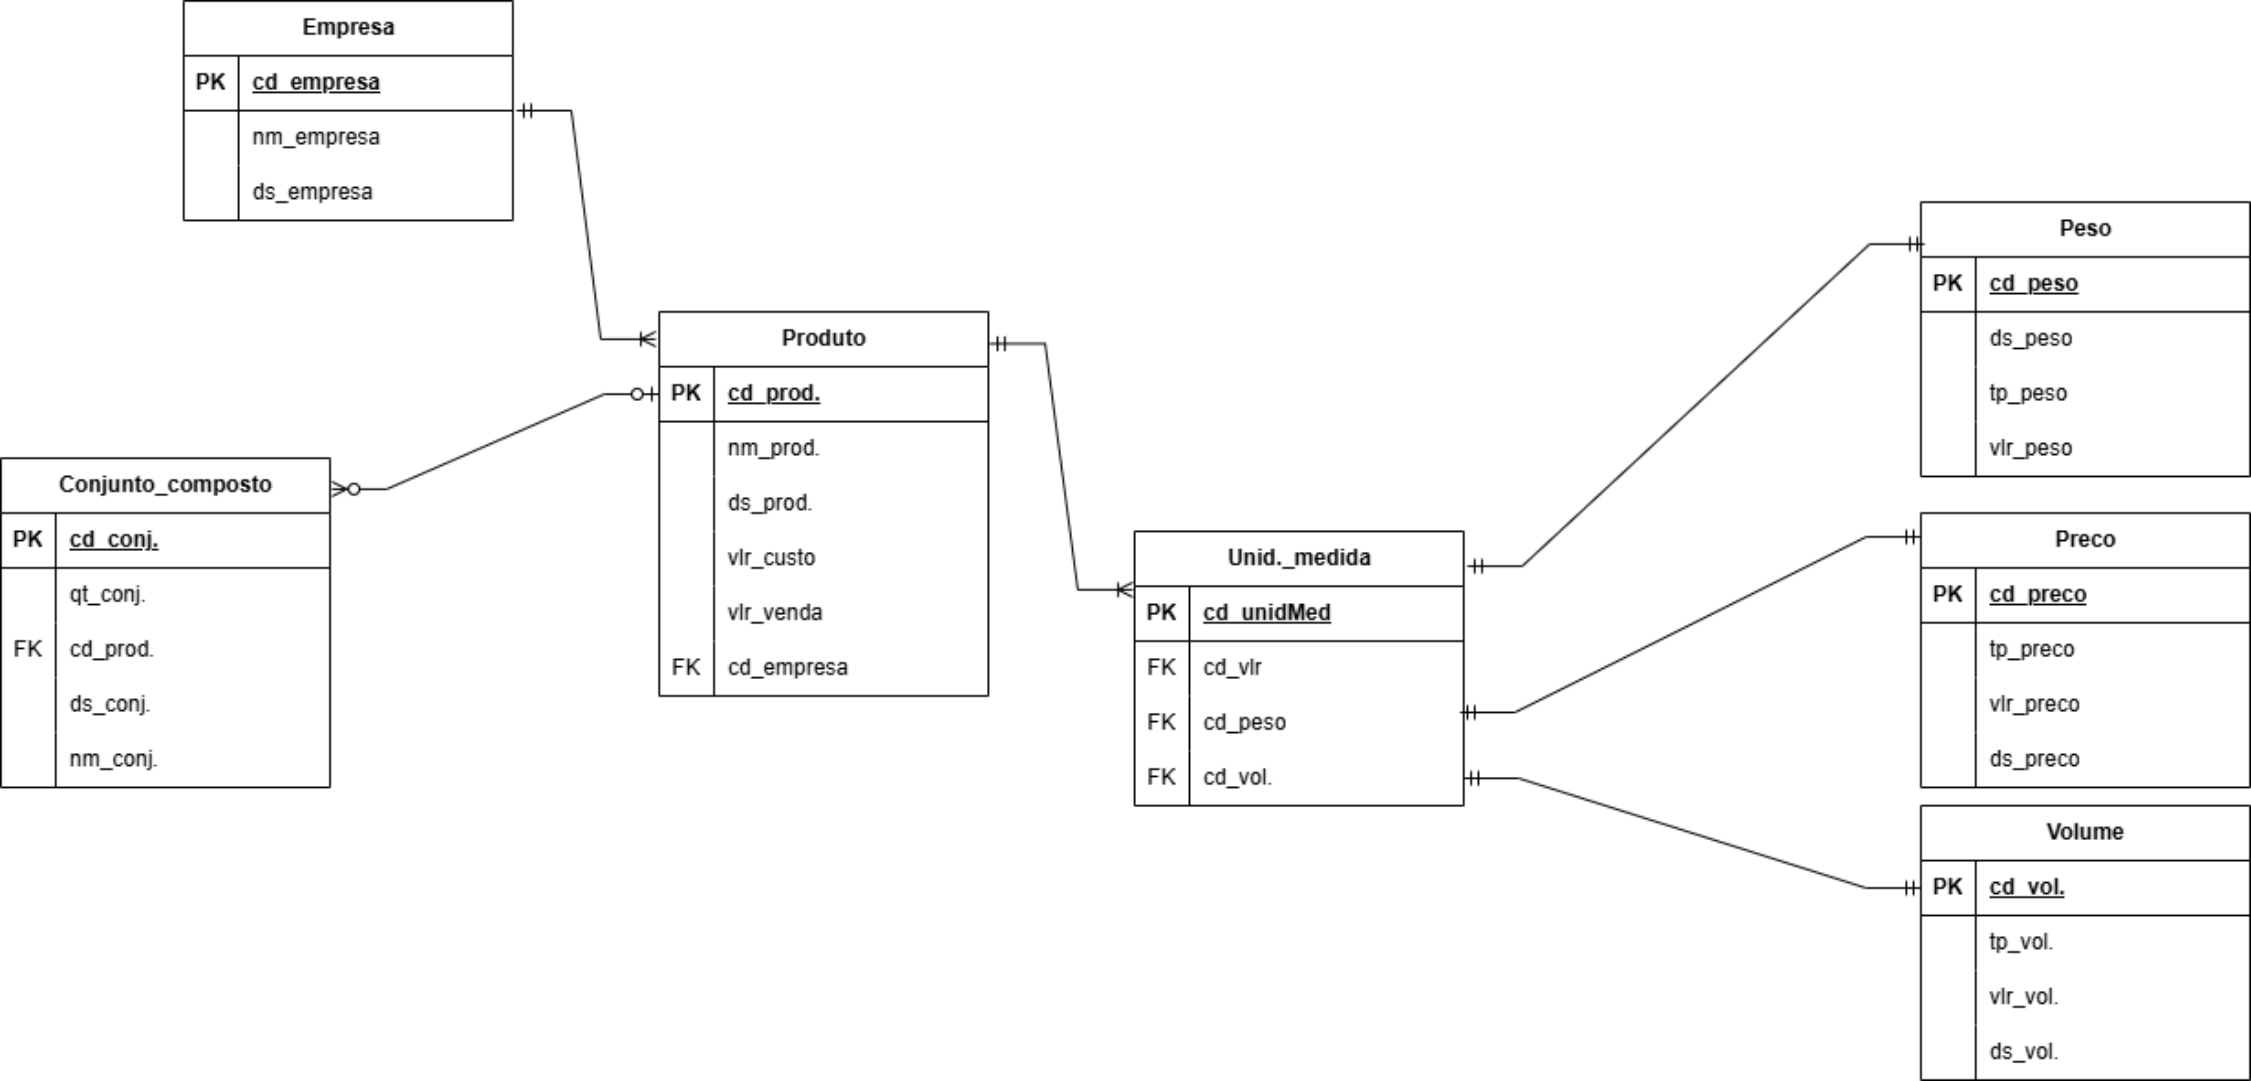 Empresa
PK cd_empresa
nm_empresa
ds_empresa
Peso
PK cd_peso
ds_peso
tp_peso
vlr_peso
Produto
PK cd_prod.
nm_prod.
ds_prod.
vlr_custo
vlr_venda
FK cd_empresa
Conjunto_composto
PK cd_conj.
qt_conj.
FK cd_prod.
ds_conj.
nm_conj.
Unid._medida
PK cd_unidMed
FK cd_vlr
FK cd_peso
FK cd_vol.
Preco
PK cd_preco
tp_preco
vlr_preco
ds_preco
Volume
PK cd_vol.
tp_vol.
vlr_vol.
ds_vol.